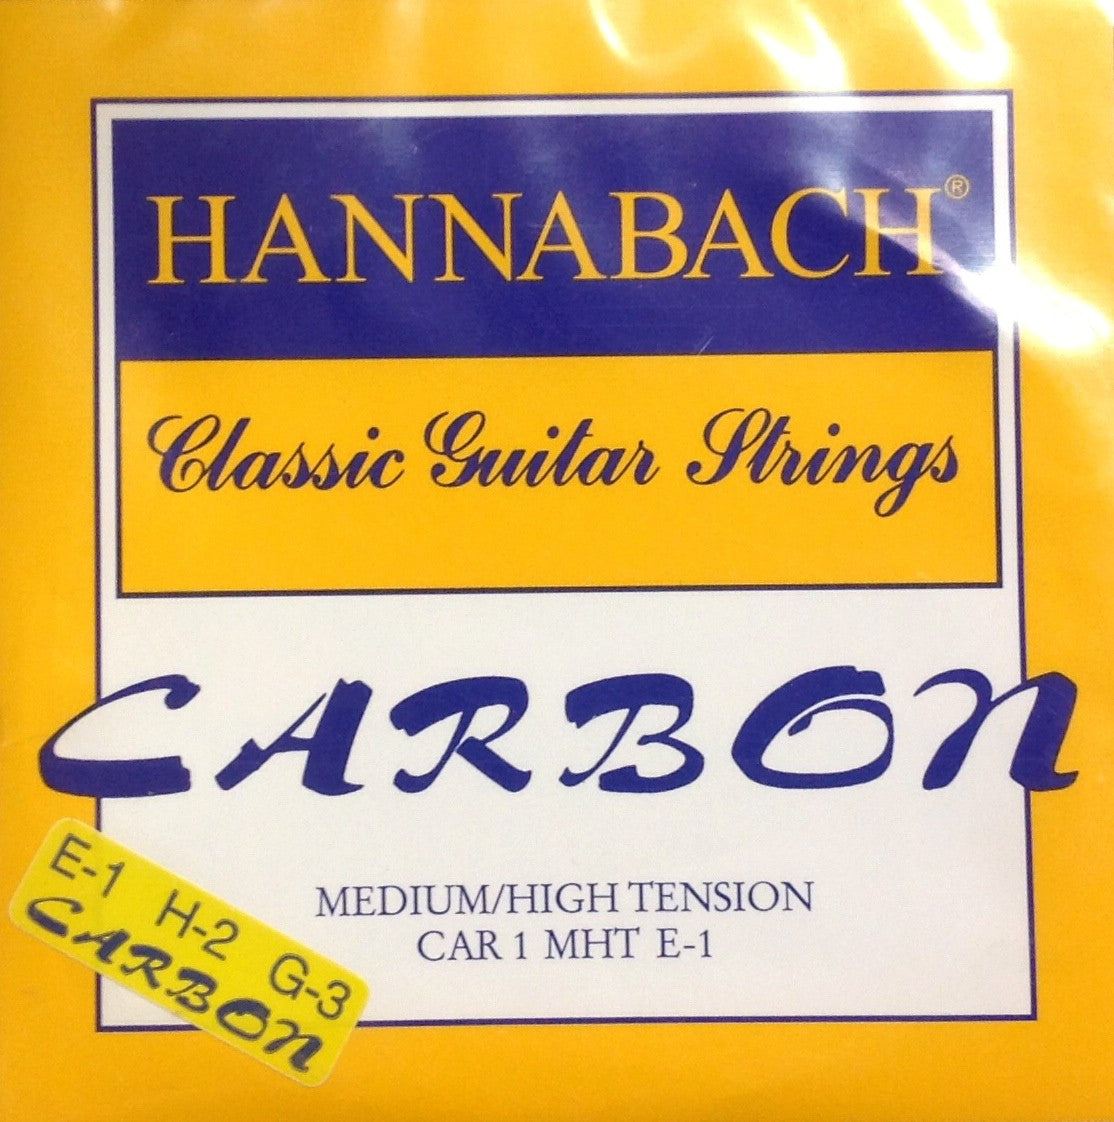 HANNABACH®
Classic Guitar Strings
CARBON
MEDIUM/HIGH TENSION
CAR 1 MHT E-1
E-1 H-2 G-3
CARBON